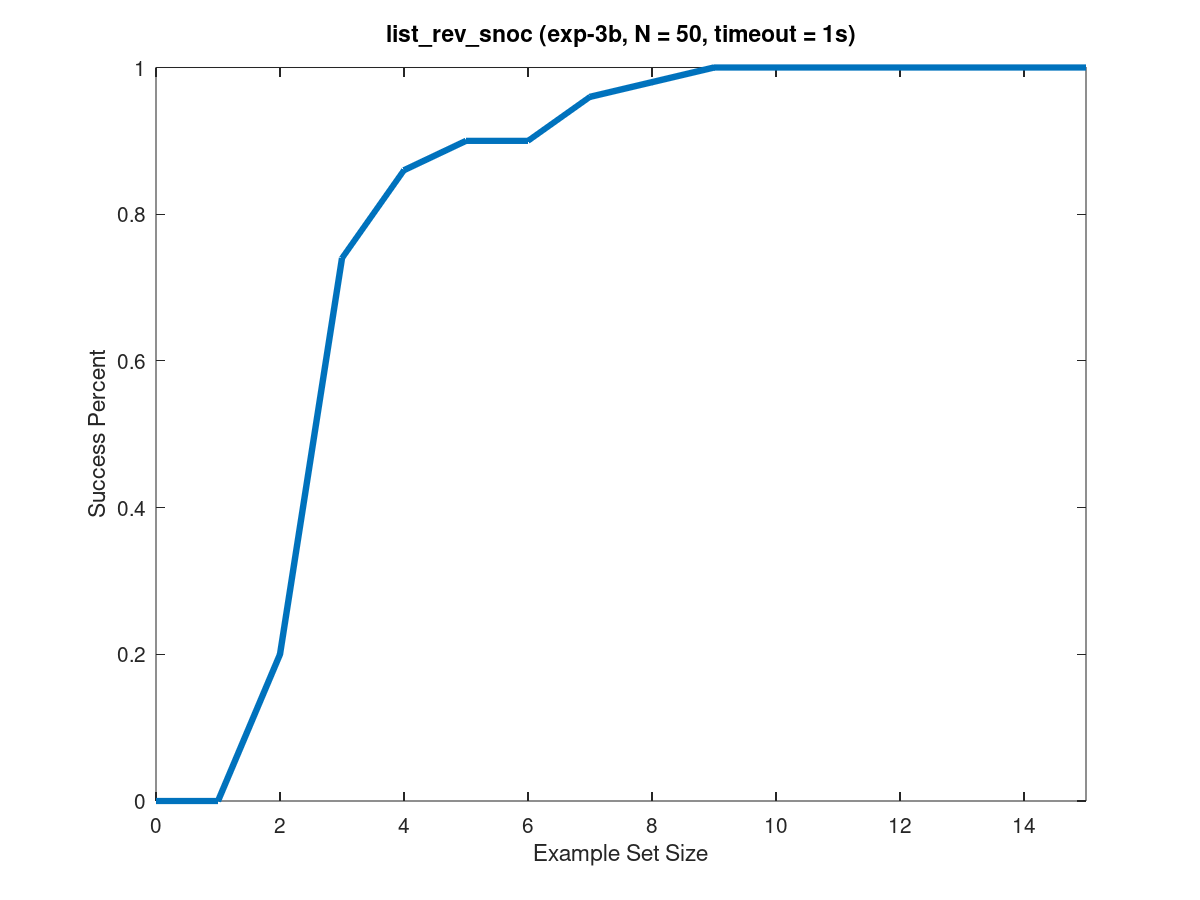 list_rev_snoc (exp-3b, N = 50, timeout = 1s)
1
0.8
0.6
0.4
0.2
0
Success Percent
0 2 4 6 8 10 12 14
Example Set Size